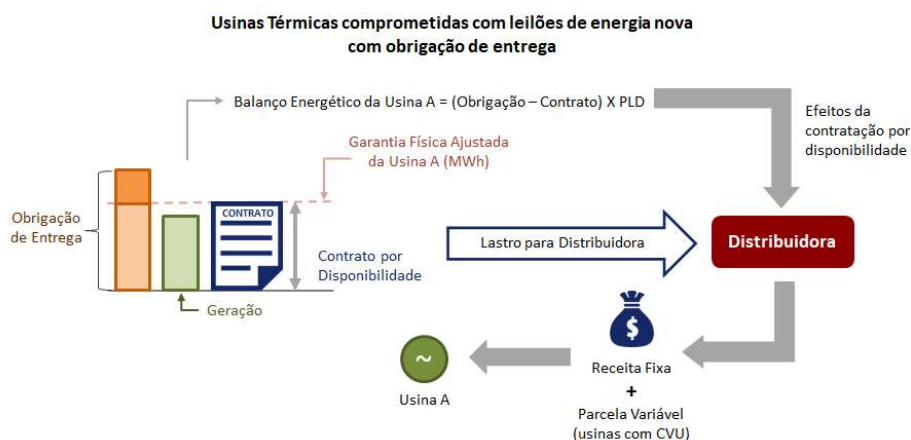 Usinas Térmicas comprometidas com leilões de energia nova
com obrigação de entrega
Balanço Energético da Usina A = (Obrigação – Contrato) X PLD
Efeitos da
contratação por
disponibilidade
Garantia Física Ajustada
da Usina A (MWh)
Obrigação
de Entrega
CONTRATO
Contrato por
Disponibilidade
Lastro para Distribuidora
Distribuidora
Geração
$
~
Usina A
Receita Fixa
+
Parcela Variável
(usinas com CVU)